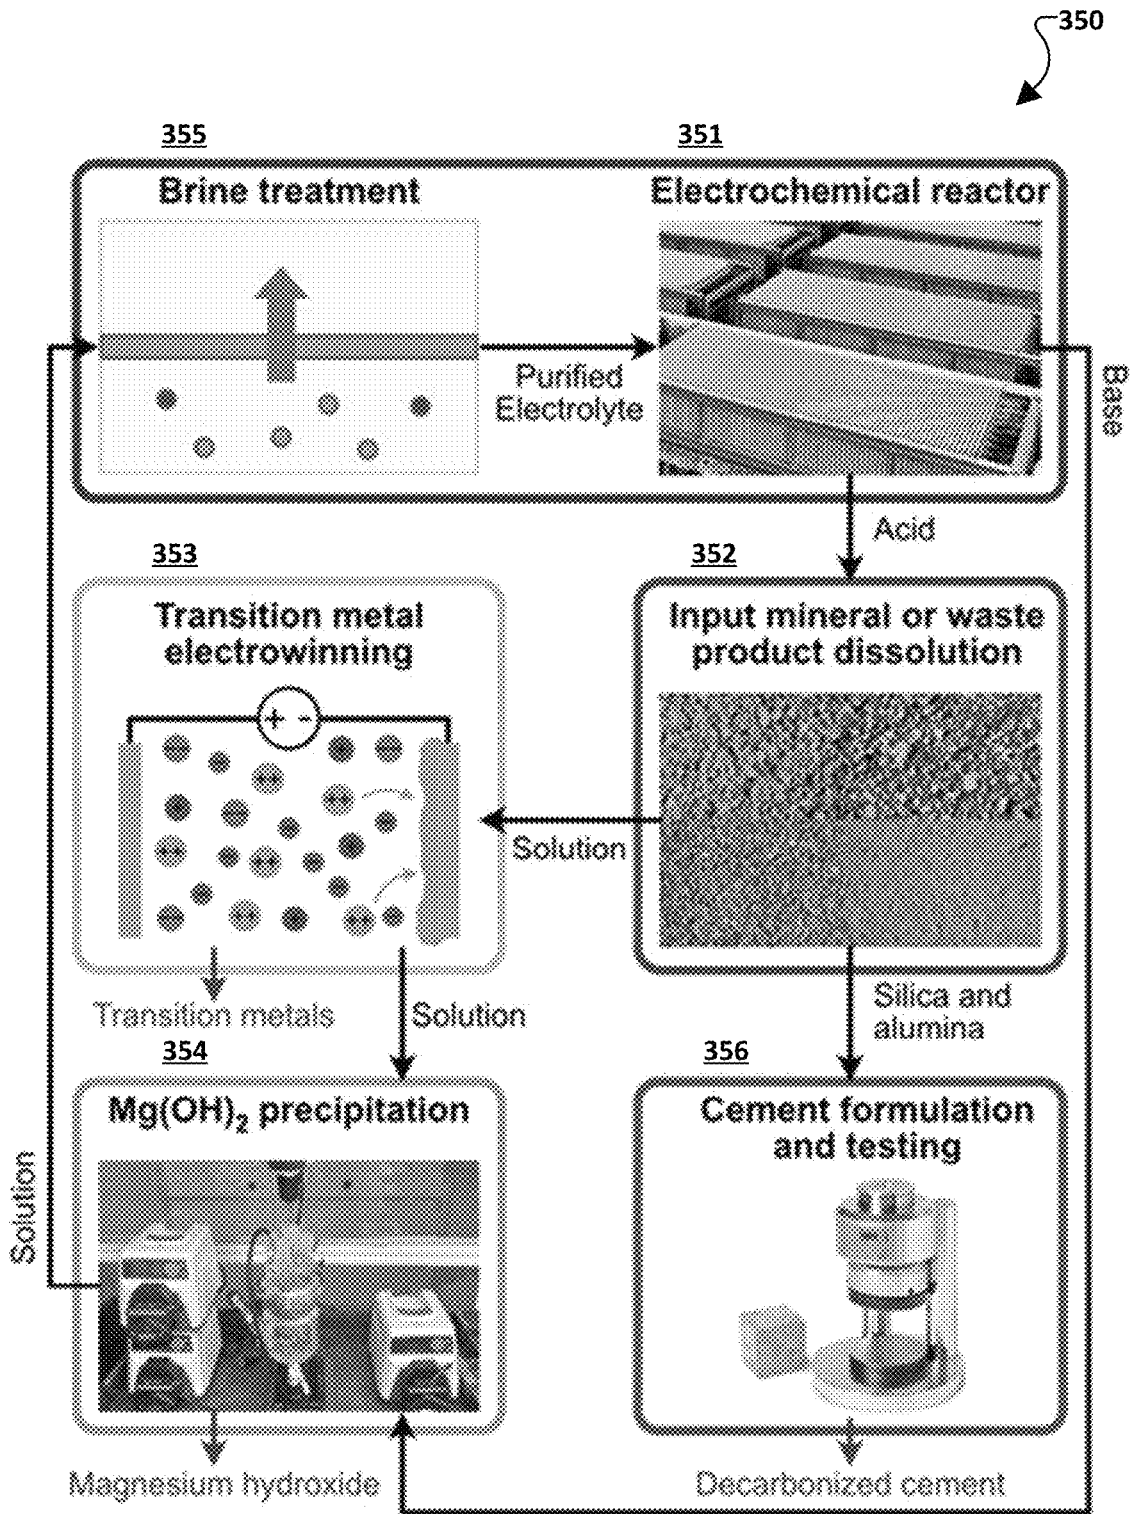 350
355
351
Brine treatment
Electrochemical reactor
Purified
Electrolyte
Base
Acid
353
352
Transition metal
electrowinning
Input mineral or waste
product dissolution
+ -
Solution
Transition metals
Solution
Silica and
alumina
354
356
Mg(OH)₂ precipitation
Cement formulation
and testing
Solution
Magnesium hydroxide
Decarbonized cement